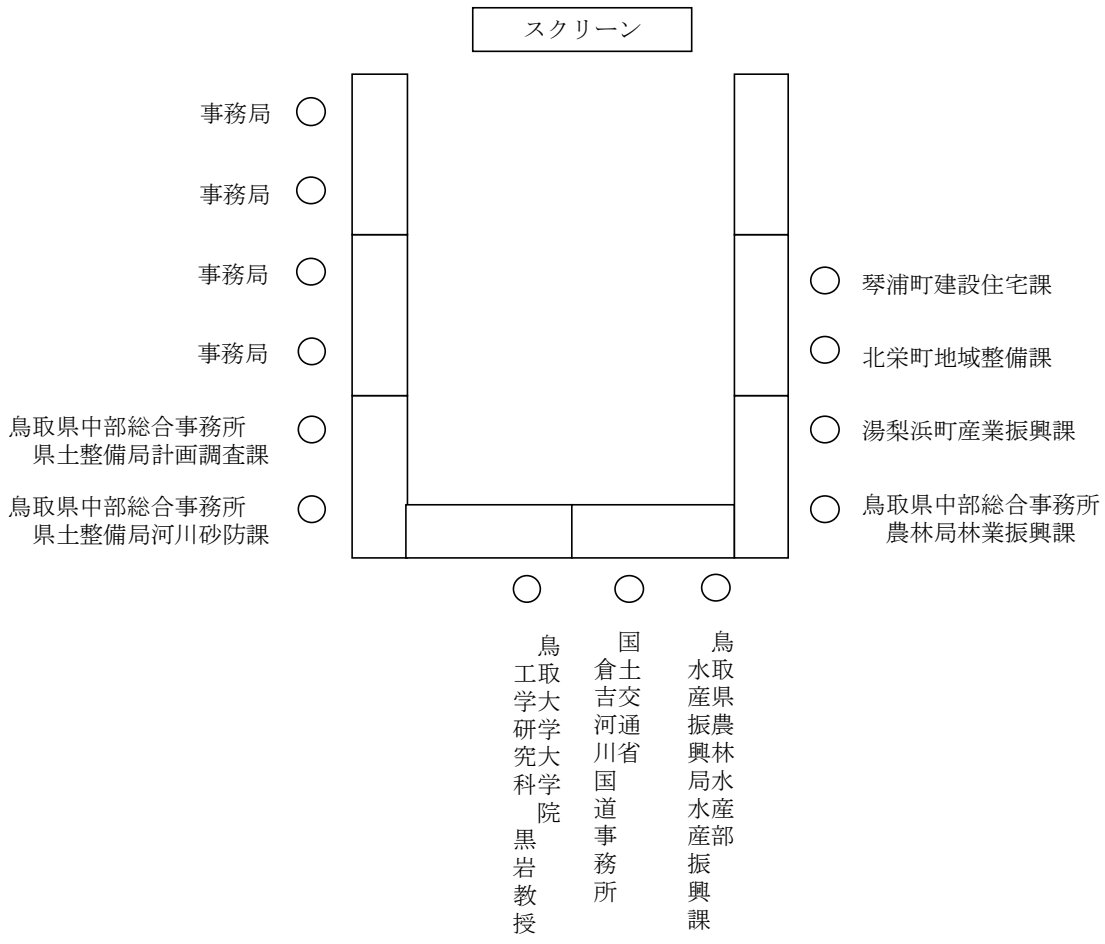 スクリーン
事務局
事務局
事務局
事務局
鳥取県中部総合事務所
県土整備局計画調査課
鳥取県中部総合事務所
県土整備局河川砂防課
琴浦町建設住宅課
北栄町地域整備課
湯梨浜町産業振興課
鳥取県中部総合事務所
農林局林業振興課
鳥取県農林水産部
水産振興局水産振興課
国土交通省
倉吉河川国道事務所
鳥取大学大学院
工学研究科 黒岩教授